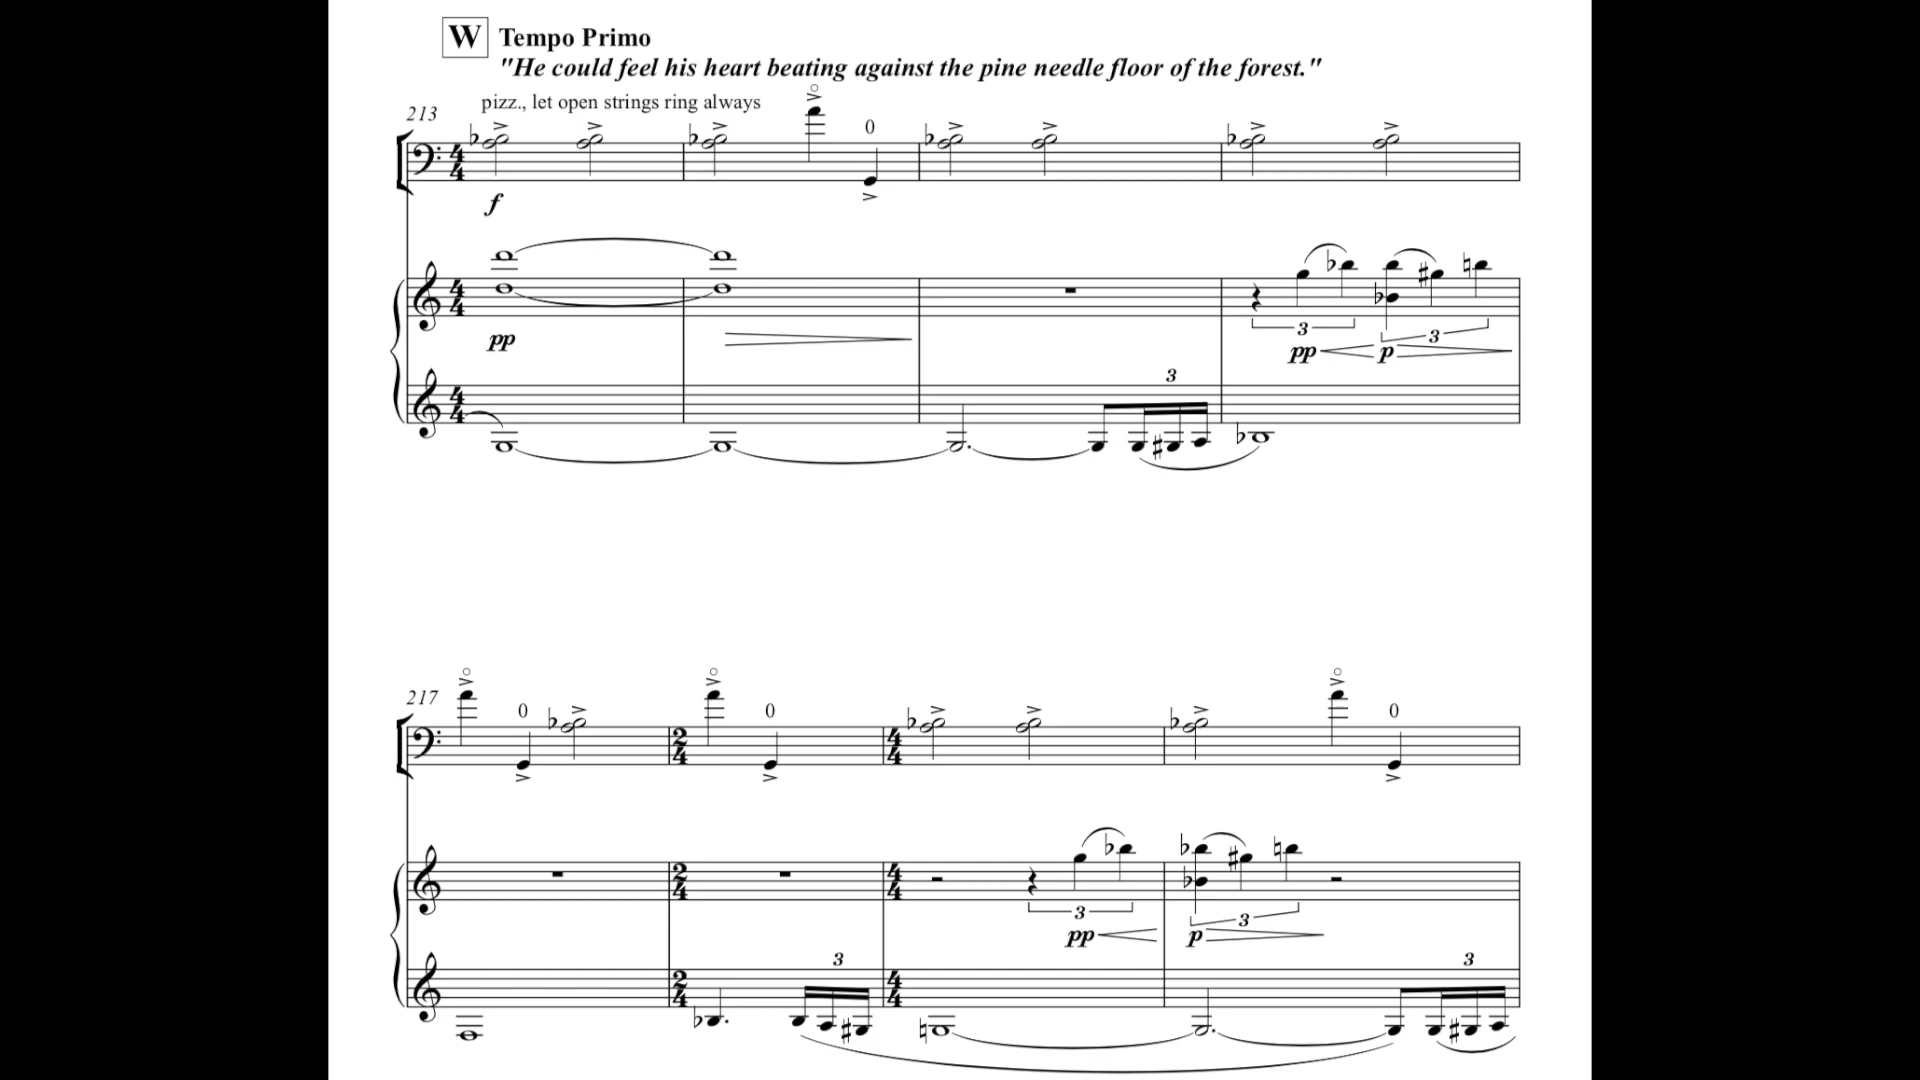 W Tempo Primo
"He could feel his heart beating against the pine needle floor of the forest."
pizz., let open strings ring always
213
0
f
pp
3 3
pp p
3
217
0 0 0
3 3
pp p
3 3